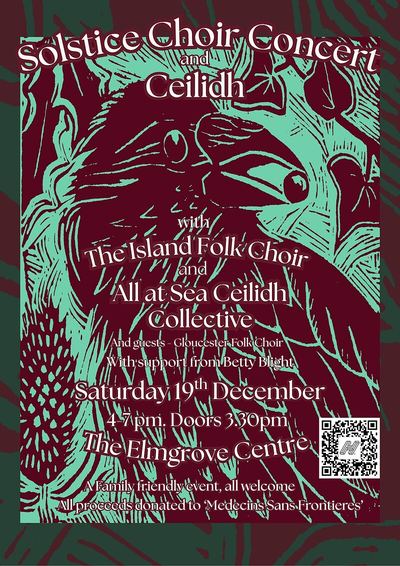 Solstice Choir Concert
and
Ceilidh
with
The Island Folk Choir
and
All at Sea Ceilidh
Collective
And guests - Gloucester Folk Choir
With support from Betty Blight
Saturday 19th December
4-7pm. Doors 3.30pm
The Elmgrove Centre
A Family friendly event, all welcome
All proceeds donated to 'Medecins Sans Frontieres'